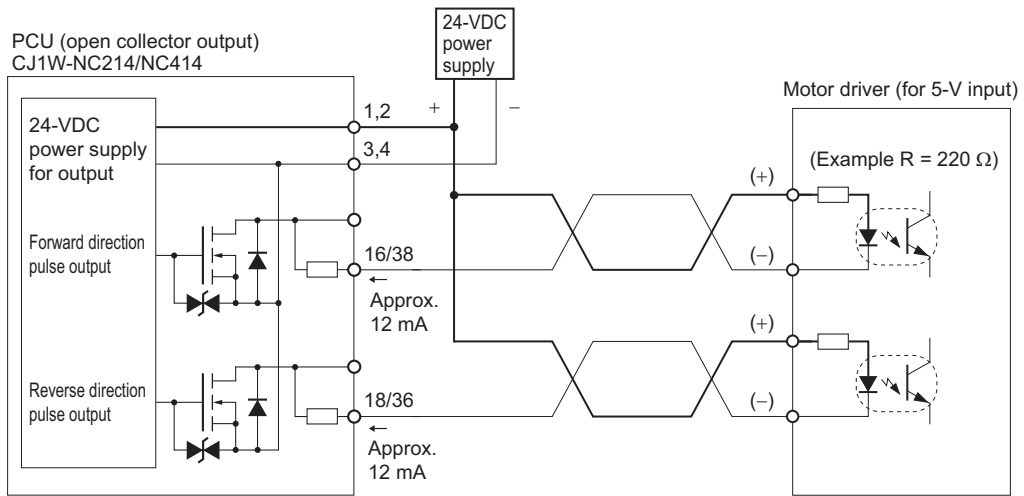 PCU (open collector output)
CJ1W-NC214/NC414
24-VDC
power
supply
+
−
Motor driver (for 5-V input)
24-VDC
power supply
for output
1,2
3,4
(Example R = 220 Ω)
(+)
(−)
Forward direction
pulse output
16/38
Approx.
12 mA
(+)
(−)
Reverse direction
pulse output
18/36
Approx.
12 mA